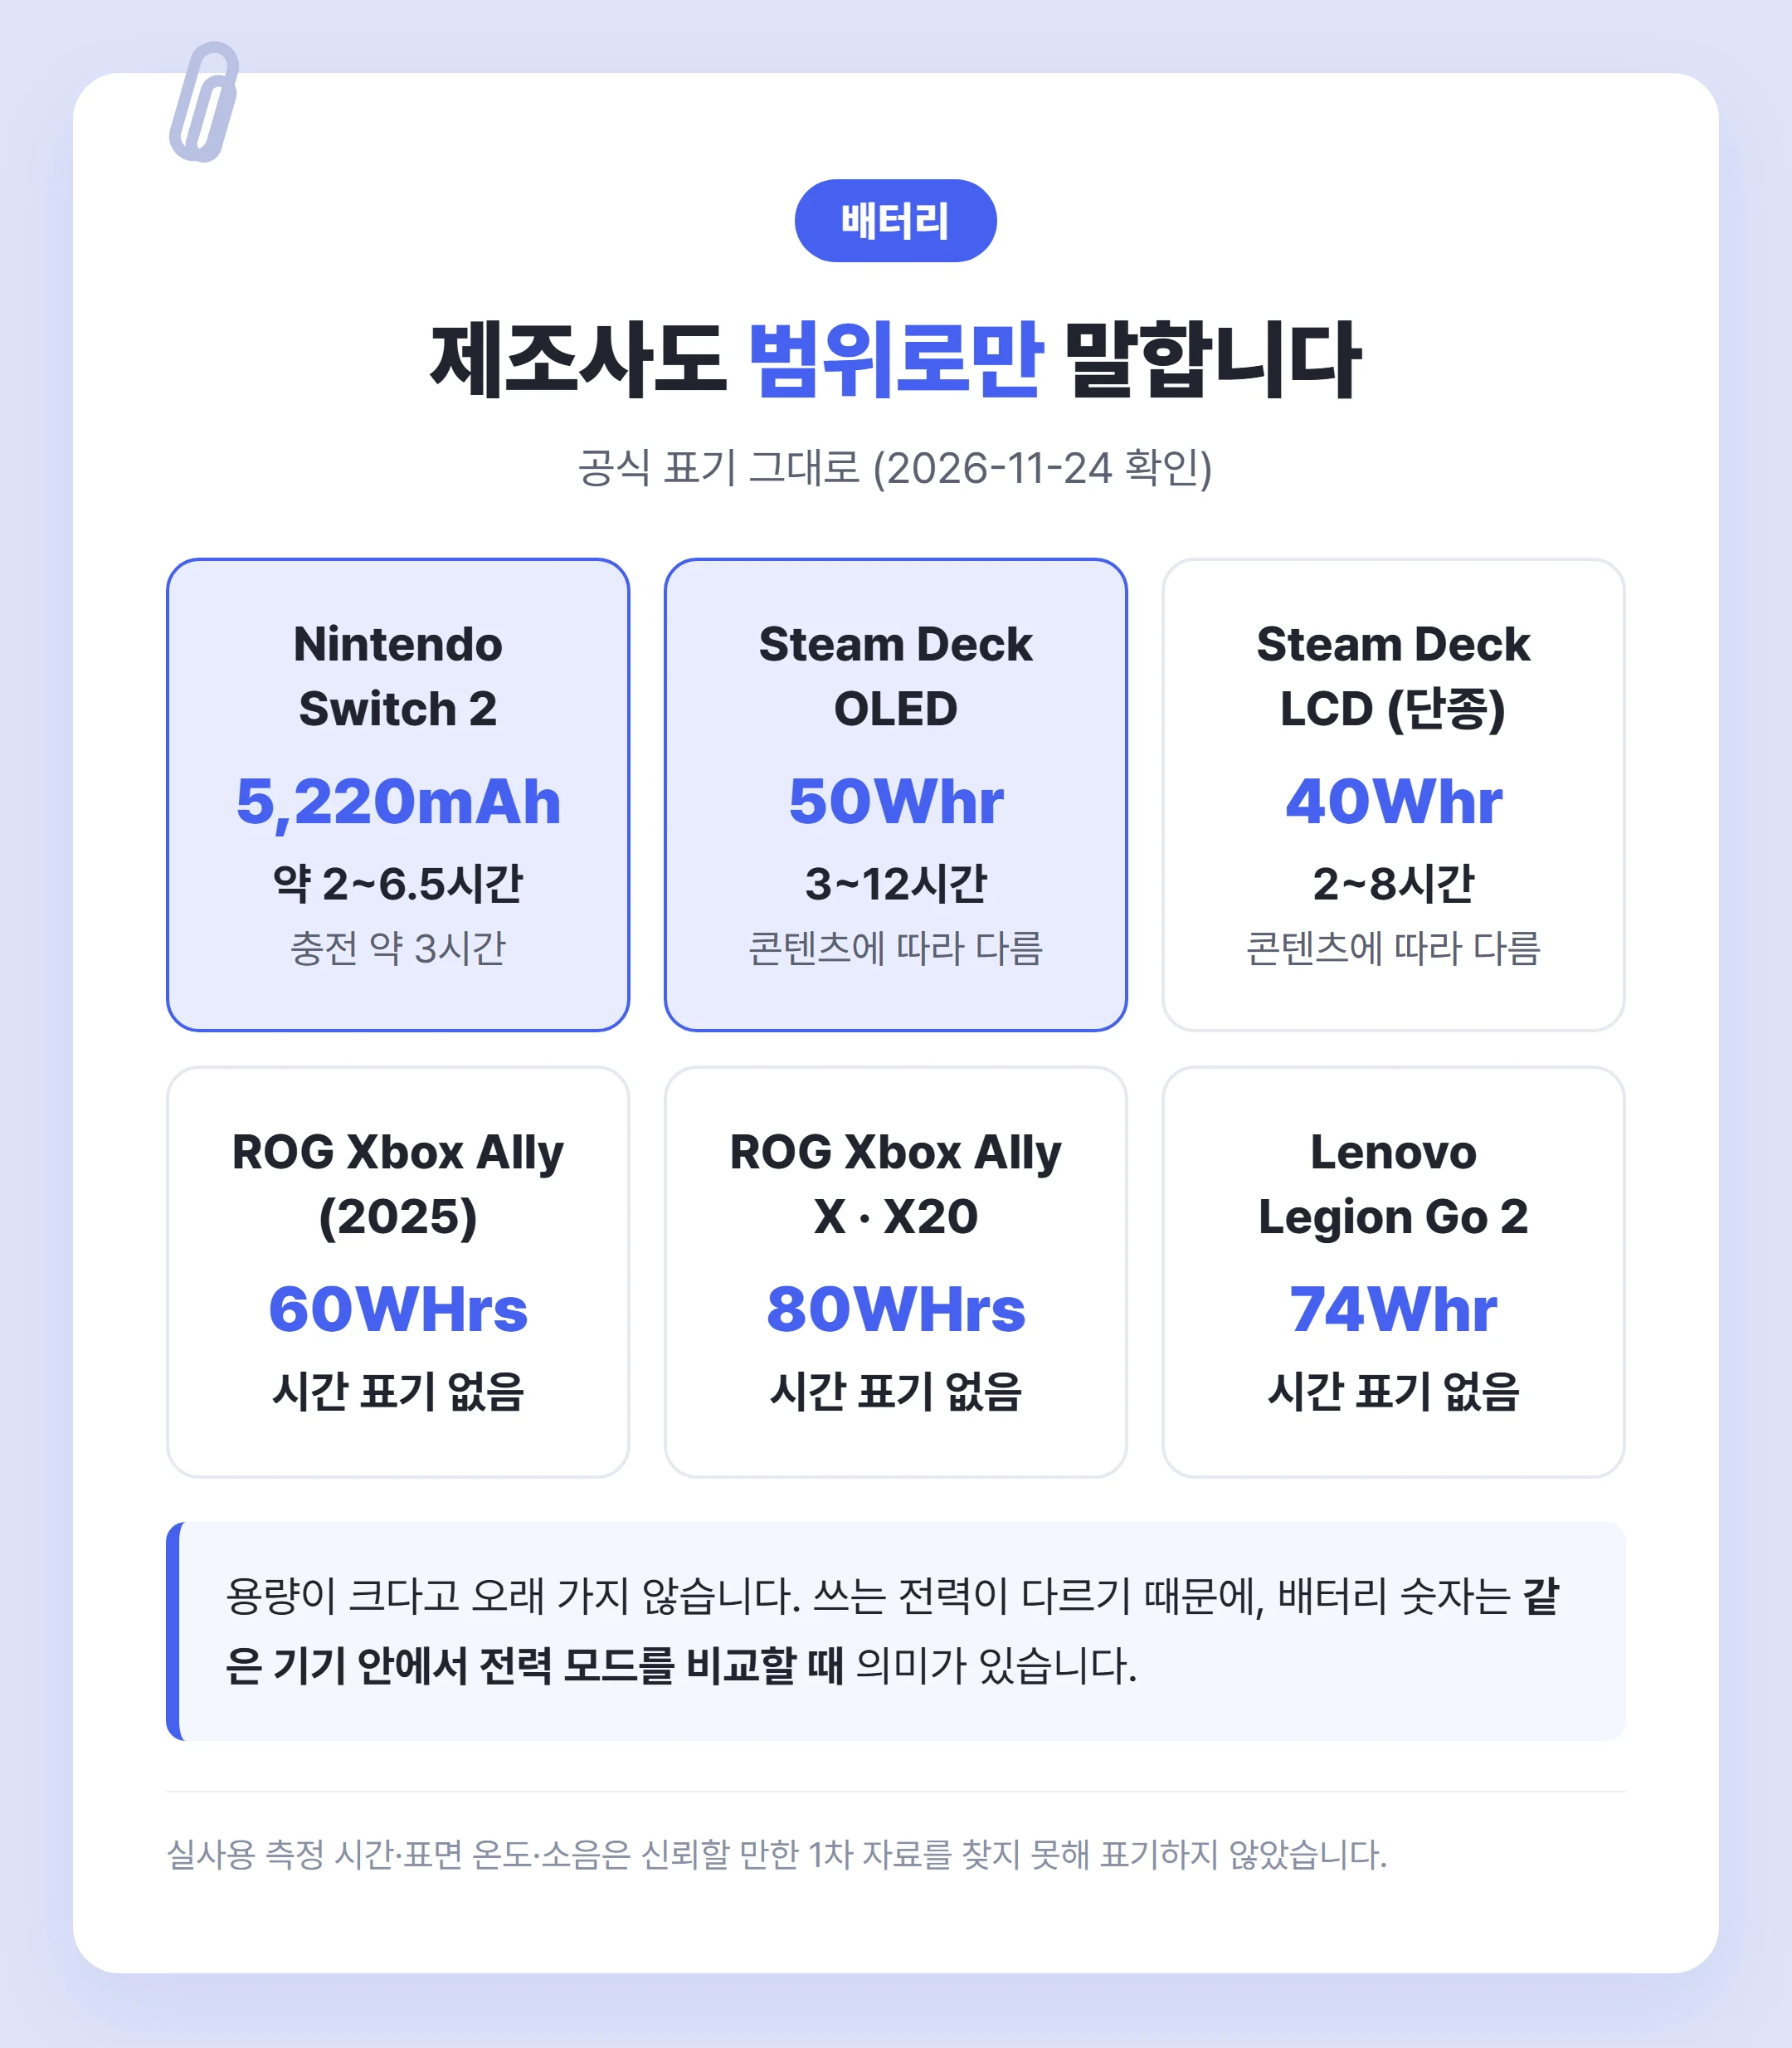 배터리
제조사도 범위로만 말합니다
공식 표기 그대로 (2026-11-24 확인)
Nintendo
Switch 2
5,220mAh
약 2~6.5시간
충전 약 3시간
Steam Deck
OLED
50Whr
3~12시간
콘텐츠에 따라 다름
Steam Deck
LCD (단종)
40Whr
2~8시간
콘텐츠에 따라 다름
ROG Xbox Ally
(2025)
60WHrs
시간 표기 없음
ROG Xbox Ally
X · X20
80WHrs
시간 표기 없음
Lenovo
Legion Go 2
74Whr
시간 표기 없음
용량이 크다고 오래 가지 않습니다. 쓰는 전력이 다르기 때문에, 배터리 숫자는 같
은 기기 안에서 전력 모드를 비교할 때 의미가 있습니다.
실사용 측정 시간·표면 온도·소음은 신뢰할 만한 1차 자료를 찾지 못해 표기하지 않았습니다.